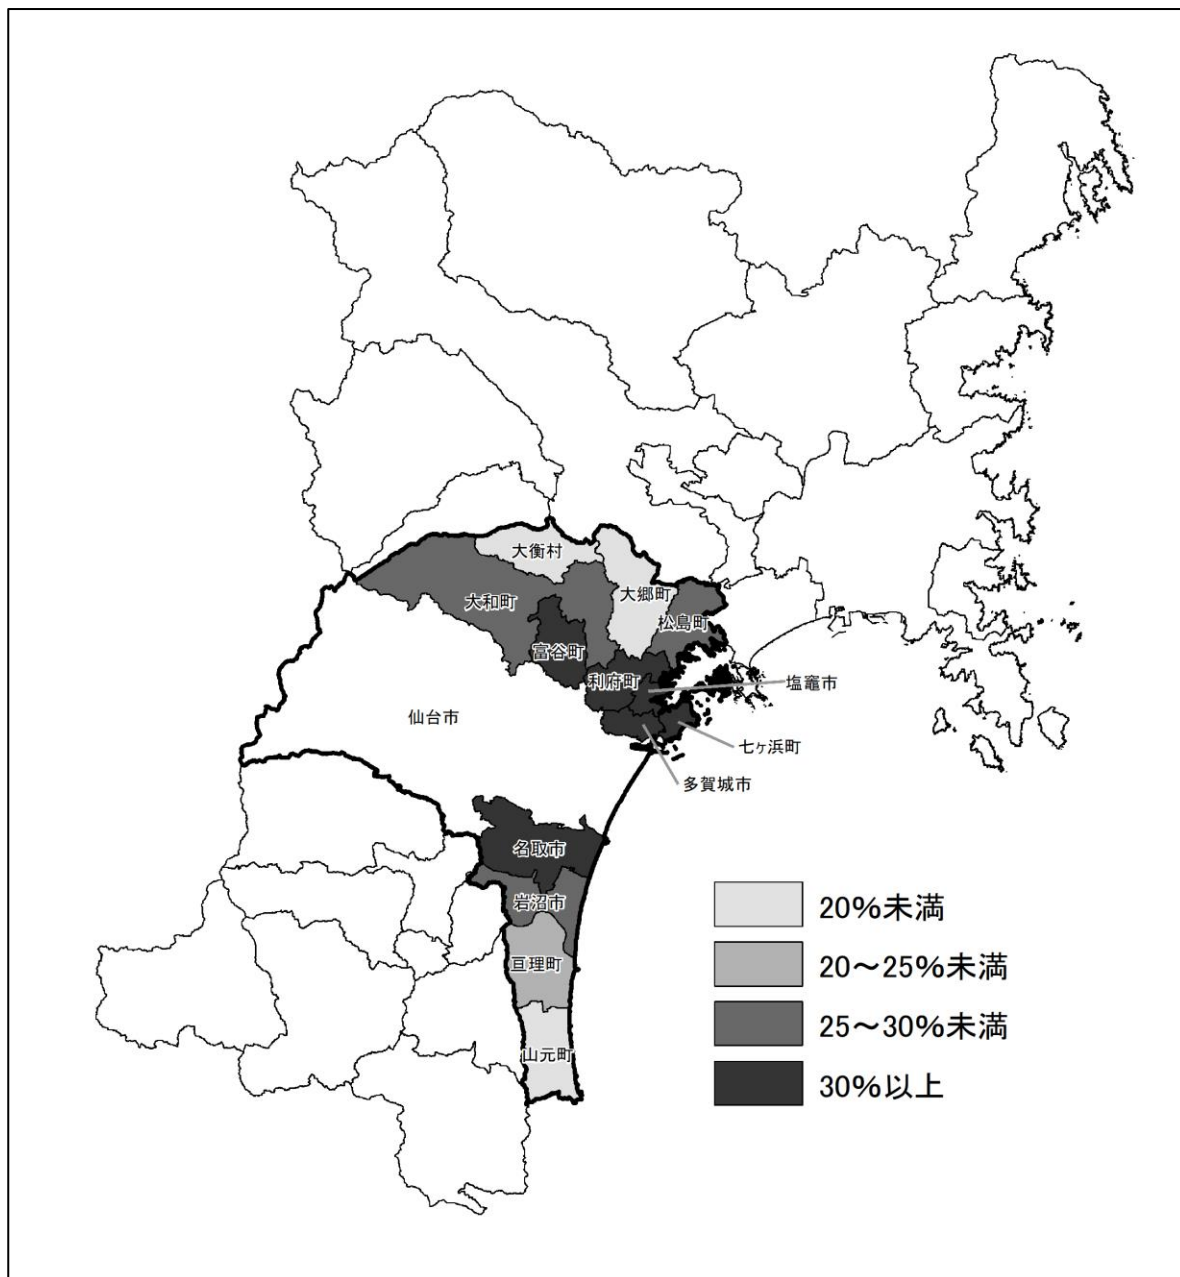 大衡村
大郷町
大和町
松島町
富谷町
利府町
塩竈市
仙台市
七ヶ浜町
多賀城市
名取市
岩沼市
亘理町
山元町
20%未満
20~25%未満
25~30%未満
30%以上